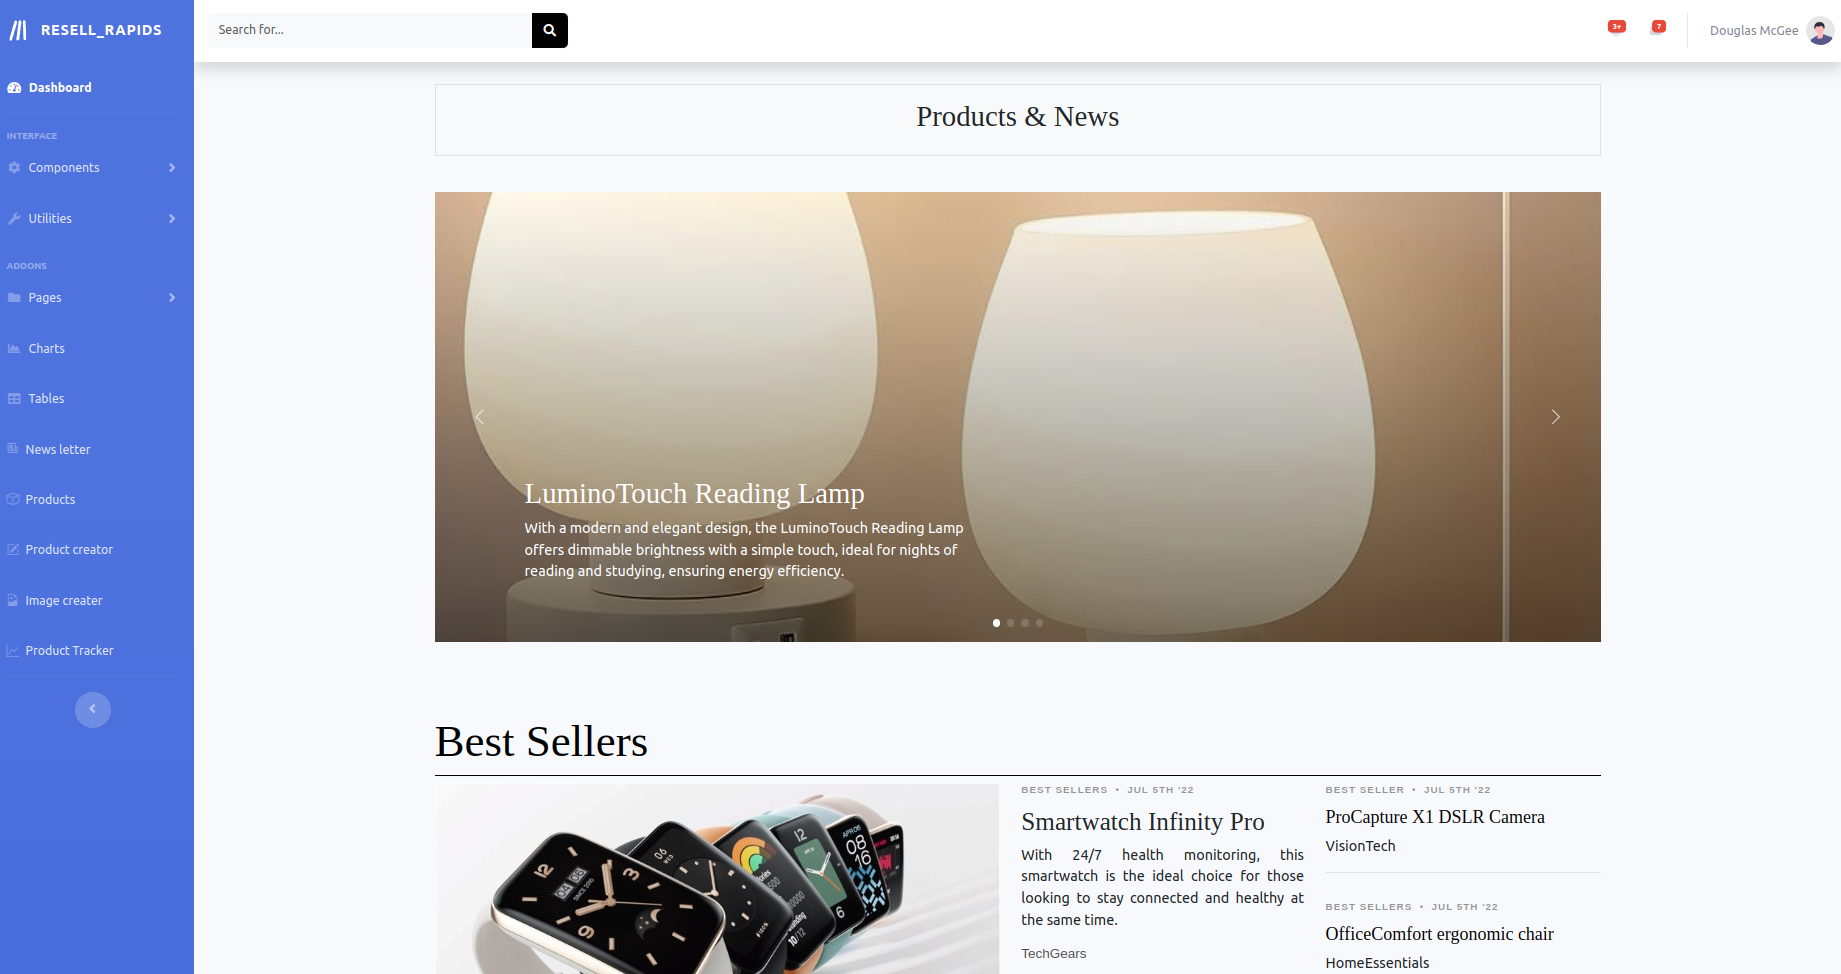 RESELL_RAPIDS
Search for...
3+
7
Douglas McGee
Dashboard
INTERFACE
Components
Utilities
ADDONS
Pages
Charts
Tables
News letter
Products
Product creator
Image creater
Product Tracker
Products & News
LuminoTouch Reading Lamp
With a modern and elegant design, the LuminoTouch Reading Lamp
offers dimmable brightness with a simple touch, ideal for nights of
reading and studying, ensuring energy efficiency.
Best Sellers
BEST SELLERS • JUL 5TH '22
Smartwatch Infinity Pro
With 24/7 health monitoring, this
smartwatch is the ideal choice for those
looking to stay connected and healthy at
the same time.
TechGears
BEST SELLER • JUL 5TH '22
ProCapture X1 DSLR Camera
VisionTech
BEST SELLERS • JUL 5TH '22
OfficeComfort ergonomic chair
HomeEssentials